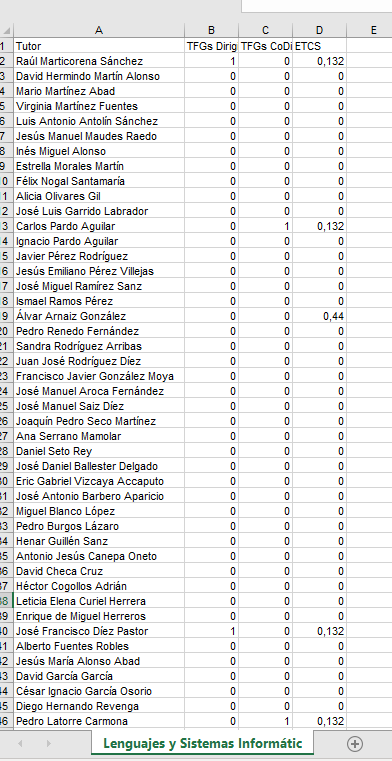 A B C D E
1 Tutor TFGs Dirig TFGs CoDi ETCS
2 Raúl Marticorena Sánchez 1 0 0,132
3 David Hermindo Martín Alonso 0 0 0
4 Mario Martínez Abad 0 0 0
5 Virginia Martínez Fuentes 0 0 0
6 Luis Antonio Antolín Sánchez 0 0 0
7 Jesús Manuel Maudes Raedo 0 0 0
8 Inés Miguel Alonso 0 0 0
9 Estrella Morales Martín 0 0 0
10 Félix Nogal Santamaría 0 0 0
11 Alicia Olivares Gil 0 0 0
12 José Luis Garrido Labrador 0 0 0
13 Carlos Pardo Aguilar 0 1 0,132
14 Ignacio Pardo Aguilar 0 0 0
15 Javier Pérez Rodríguez 0 0 0
16 Jesús Emiliano Pérez Villejas 0 0 0
17 José Miguel Ramírez Sanz 0 0 0
18 Ismael Ramos Pérez 0 0 0
19 Álvar Arnaiz González 0 0 0,44
20 Pedro Renedo Fernández 0 0 0
21 Sandra Rodríguez Arribas 0 0 0
22 Juan José Rodríguez Díez 0 0 0
23 Francisco Javier González Moya 0 0 0
24 José Manuel Aroca Fernández 0 0 0
25 José Manuel Saiz Díez 0 0 0
26 Joaquín Pedro Seco Martínez 0 0 0
27 Ana Serrano Mamolar 0 0 0
28 Daniel Seto Rey 0 0 0
29 José Daniel Ballester Delgado 0 0 0
30 Eric Gabriel Vizcaya Accaputo 0 0 0
31 José Antonio Barbero Aparicio 0 0 0
32 Miguel Blanco López 0 0 0
33 Pedro Burgos Lázaro 0 0 0
34 Henar Guillén Sanz 0 0 0
35 Antonio Jesús Canepa Oneto 0 0 0
36 David Checa Cruz 0 0 0
37 Héctor Cogollos Adrián 0 0 0
38 Leticia Elena Curiel Herrera 0 0 0
39 Enrique de Miguel Herreros 0 0 0
40 José Francisco Díez Pastor 1 0 0,132
41 Alberto Fuentes Robles 0 0 0
42 Jesús María Alonso Abad 0 0 0
43 David García García 0 0 0
44 César Ignacio García Osorio 0 0 0
45 Diego Hernando Revenga 0 0 0
46 Pedro Latorre Carmona 0 1 0,132
Lenguajes y Sistemas Informátic